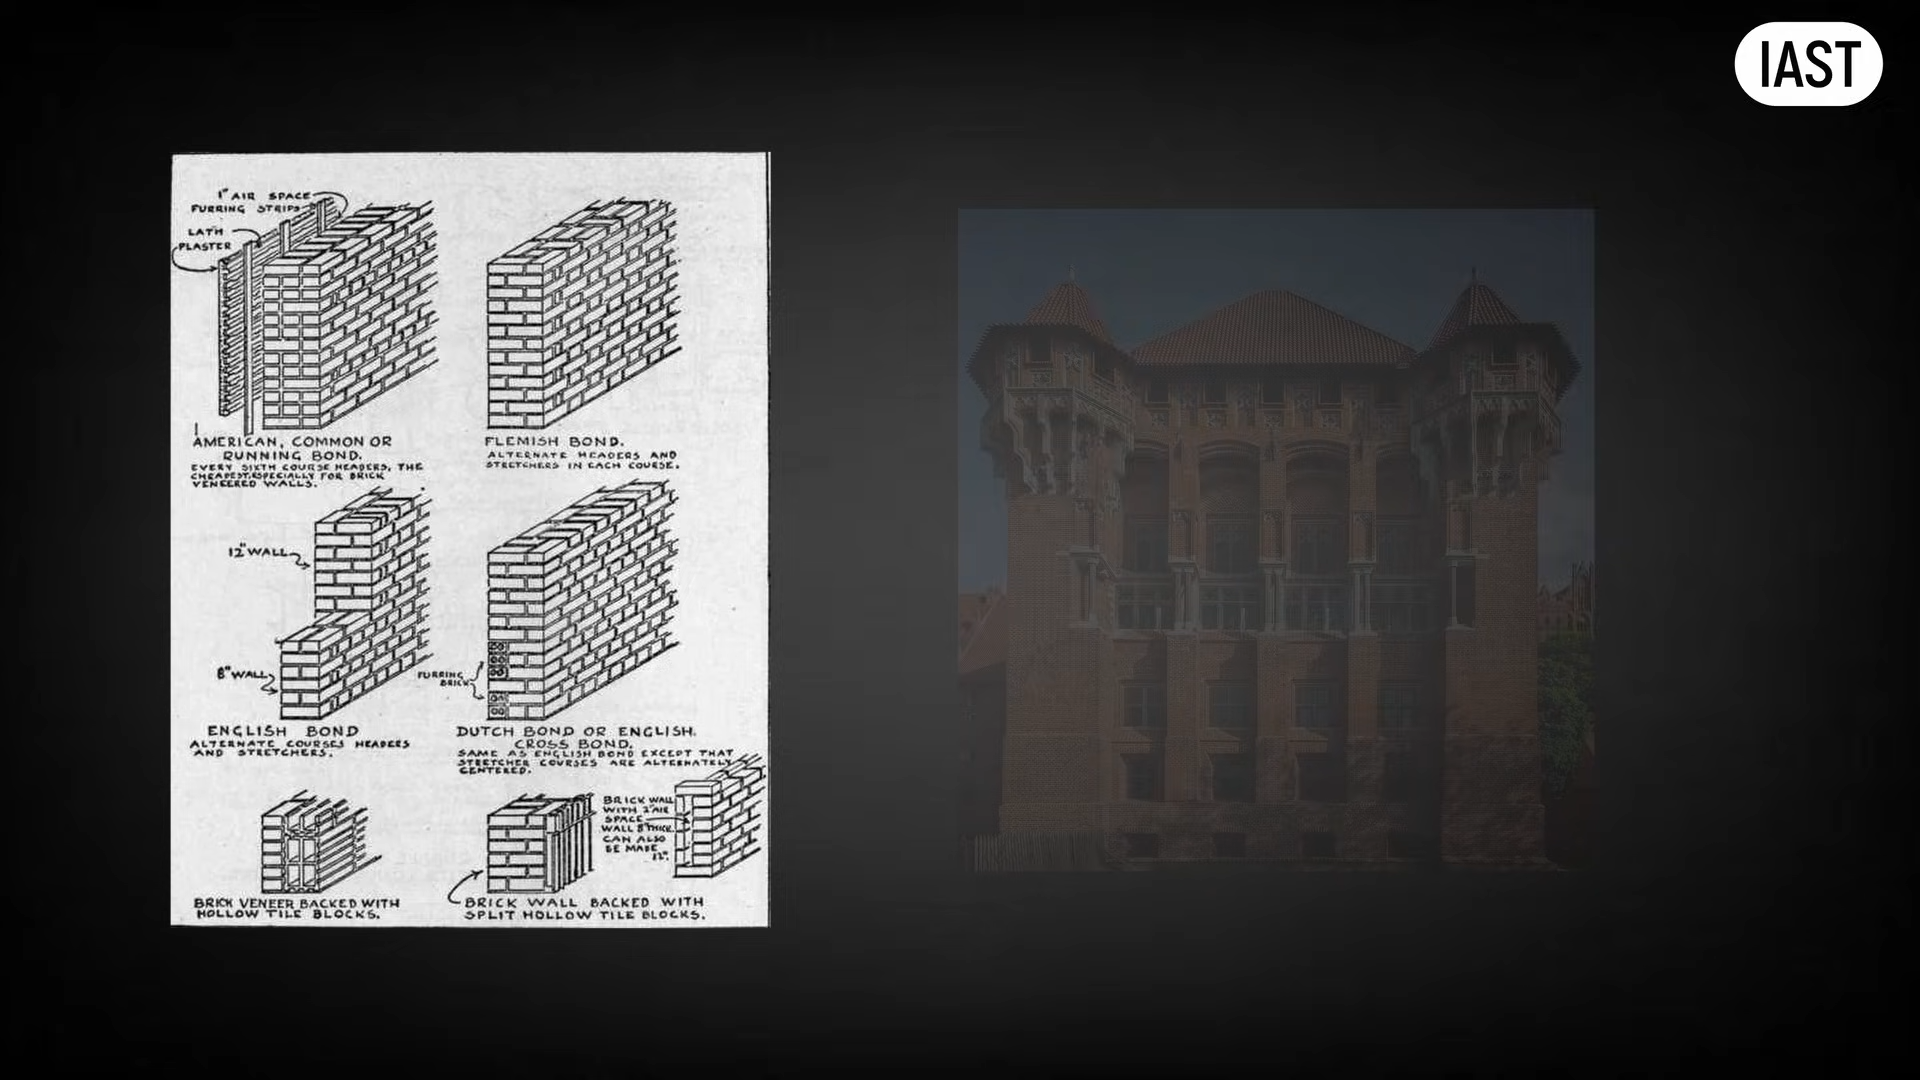 IAST
1" AIR SPACE
FURRING STRIPS
LATH
PLASTER
AMERICAN, COMMON OR
RUNNING BOND.
EVERY SIXTH COURSE HEADERS, THE
CHEAPEST, ESPECIALLY FOR BRICK
VENEERED WALLS.
FLEMISH BOND.
ALTERNATE HEADERS AND
STRETCHERS IN EACH COURSE.
12" WALL
8" WALL
ENGLISH BOND
ALTERNATE COURSES HEADERS
AND STRETCHERS.
FURRING
BRICK
DUTCH BOND OR ENGLISH.
CROSS BOND.
SAME AS ENGLISH BOND EXCEPT THAT
STRETCHER COURSES ARE ALTERNATELY
CENTERED.
BRICK VENEER BACKED WITH
HOLLOW TILE BLOCKS.
BRICK WALL BACKED WITH
SPLIT HOLLOW TILE BLOCKS.
BRICK WALL
WITH 2" AIR
SPACE
WALL 8" THICK
CAN ALSO
BE MADE
12".